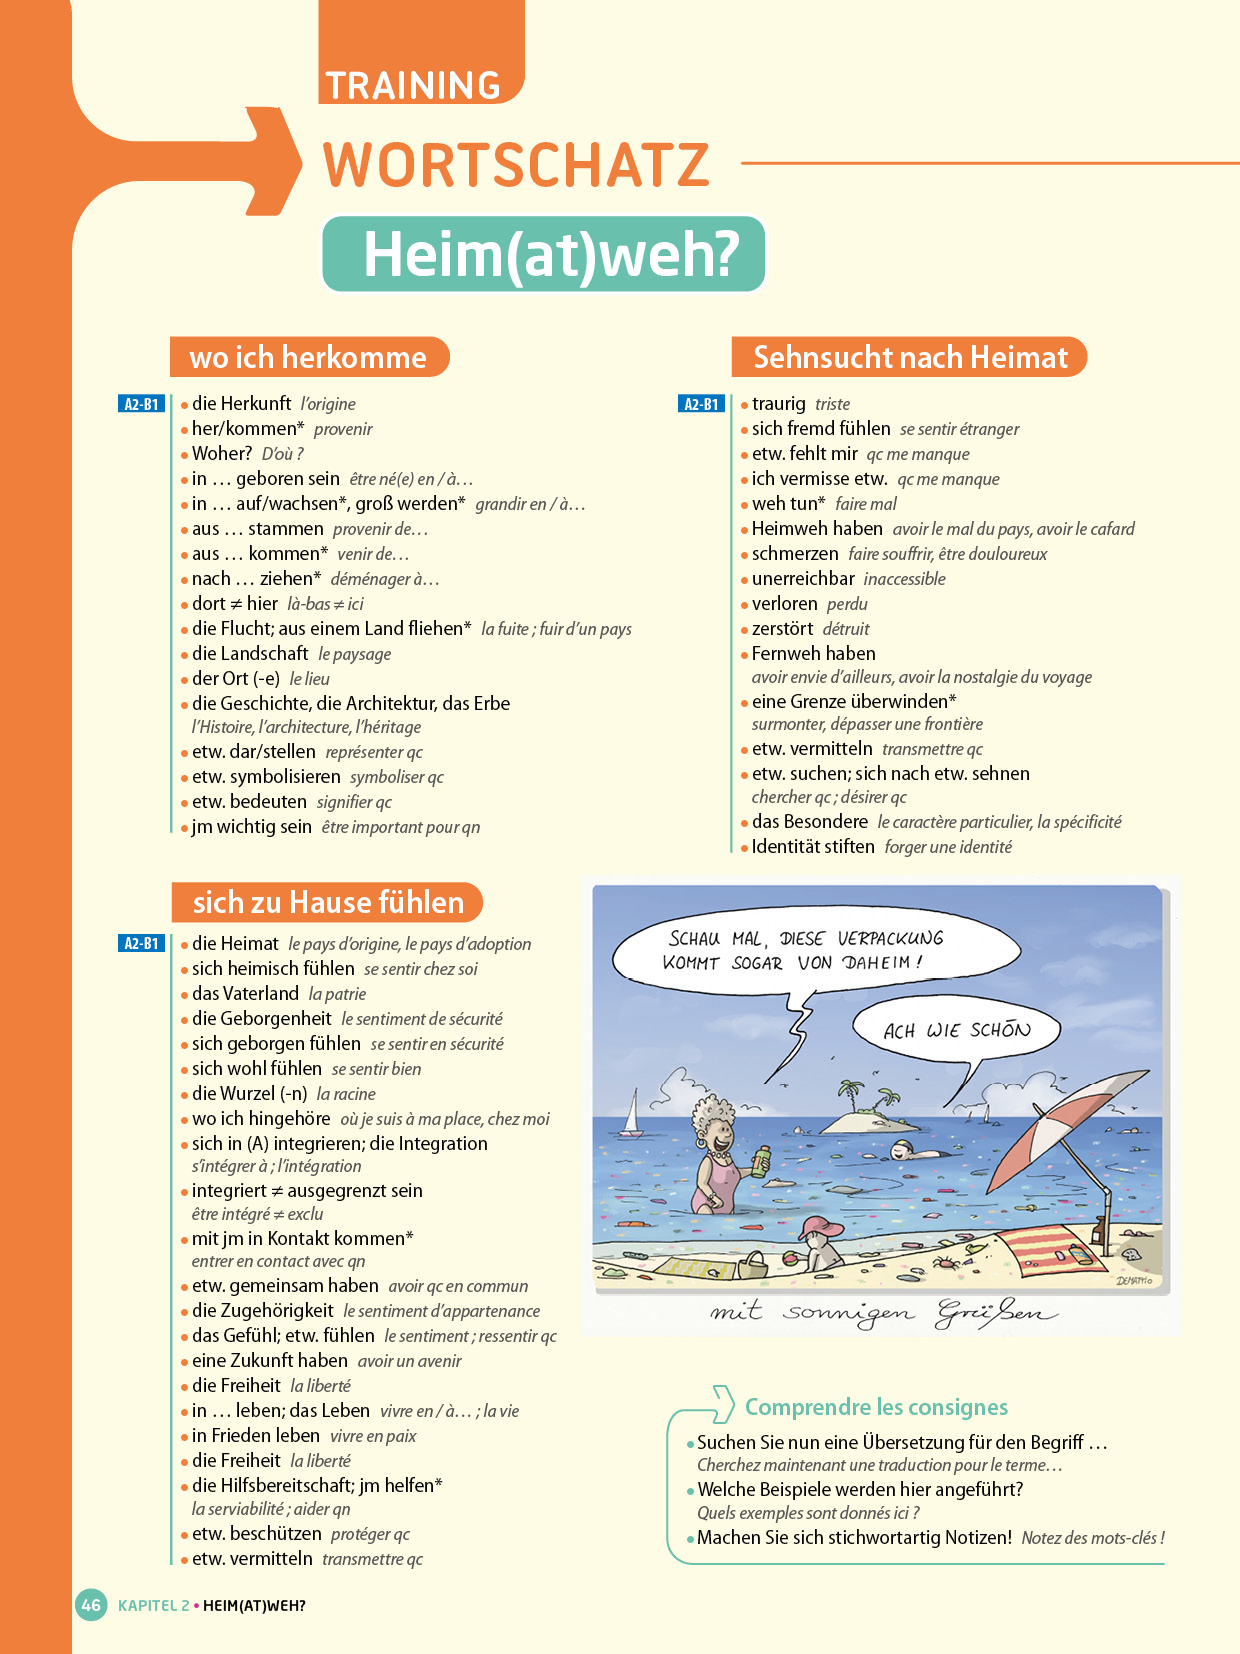 TRAINING
WORTSCHATZ
Heim(at)weh?
wo ich herkomme
A2-B1
• die Herkunft l'origine
• her/kommen* provenir
• Woher? D'où ?
• in … geboren sein être né(e) en / à…
• in … auf/wachsen*, groß werden* grandir en / à…
• aus … stammen provenir de…
• aus … kommen* venir de…
• nach … ziehen* déménager à…
• dort ≠ hier là-bas ≠ ici
• die Flucht; aus einem Land fliehen* la fuite ; fuir d'un pays
• die Landschaft le paysage
• der Ort (-e) le lieu
• die Geschichte, die Architektur, das Erbe
l'Histoire, l'architecture, l'héritage
• etw. dar/stellen représenter qc
• etw. symbolisieren symboliser qc
• etw. bedeuten signifier qc
• jm wichtig sein être important pour qn
sich zu Hause fühlen
A2-B1
• die Heimat le pays d'origine, le pays d'adoption
• sich heimisch fühlen se sentir chez soi
• das Vaterland la patrie
• die Geborgenheit le sentiment de sécurité
• sich geborgen fühlen se sentir en sécurité
• sich wohl fühlen se sentir bien
• die Wurzel (-n) la racine
• wo ich hingehöre où je suis à ma place, chez moi
• sich in (A) integrieren; die Integration
s'intégrer à ; l'intégration
• integriert ≠ ausgegrenzt sein
être intégré ≠ exclu
• mit jm in Kontakt kommen*
entrer en contact avec qn
• etw. gemeinsam haben avoir qc en commun
• die Zugehörigkeit le sentiment d'appartenance
• das Gefühl; etw. fühlen le sentiment ; ressentir qc
• eine Zukunft haben avoir un avenir
• die Freiheit la liberté
• in … leben; das Leben vivre en / à… ; la vie
• in Frieden leben vivre en paix
• die Freiheit la liberté
• die Hilfsbereitschaft; jm helfen*
la serviabilité ; aider qn
• etw. beschützen protéger qc
• etw. vermitteln transmettre qc
Sehnsucht nach Heimat
A2-B1
• traurig triste
• sich fremd fühlen se sentir étranger
• etw. fehlt mir qc me manque
• ich vermisse etw. qc me manque
• weh tun* faire mal
• Heimweh haben avoir le mal du pays, avoir le cafard
• schmerzen faire souffrir, être douloureux
• unerreichbar inaccessible
• verloren perdu
• zerstört détruit
• Fernweh haben
avoir envie d'ailleurs, avoir la nostalgie du voyage
• eine Grenze überwinden*
surmonter, dépasser une frontière
• etw. vermitteln transmettre qc
• etw. suchen; sich nach etw. sehnen
chercher qc ; désirer qc
• das Besondere le caractère particulier, la spécificité
• Identität stiften forger une identité
SCHAU MAL, DIESE VERPACKUNG
KOMMT SOGAR VON DAHEIM!
ACH WIE SCHÖN
DEMATTIO
mit sonnigen Grüßen
Comprendre les consignes
• Suchen Sie nun eine Übersetzung für den Begriff …
Cherchez maintenant une traduction pour le terme…
• Welche Beispiele werden hier angeführt?
Quels exemples sont donnés ici ?
• Machen Sie sich stichwortartig Notizen! Notez des mots-clés !
46 KAPITEL 2 • HEIM(AT)WEH?